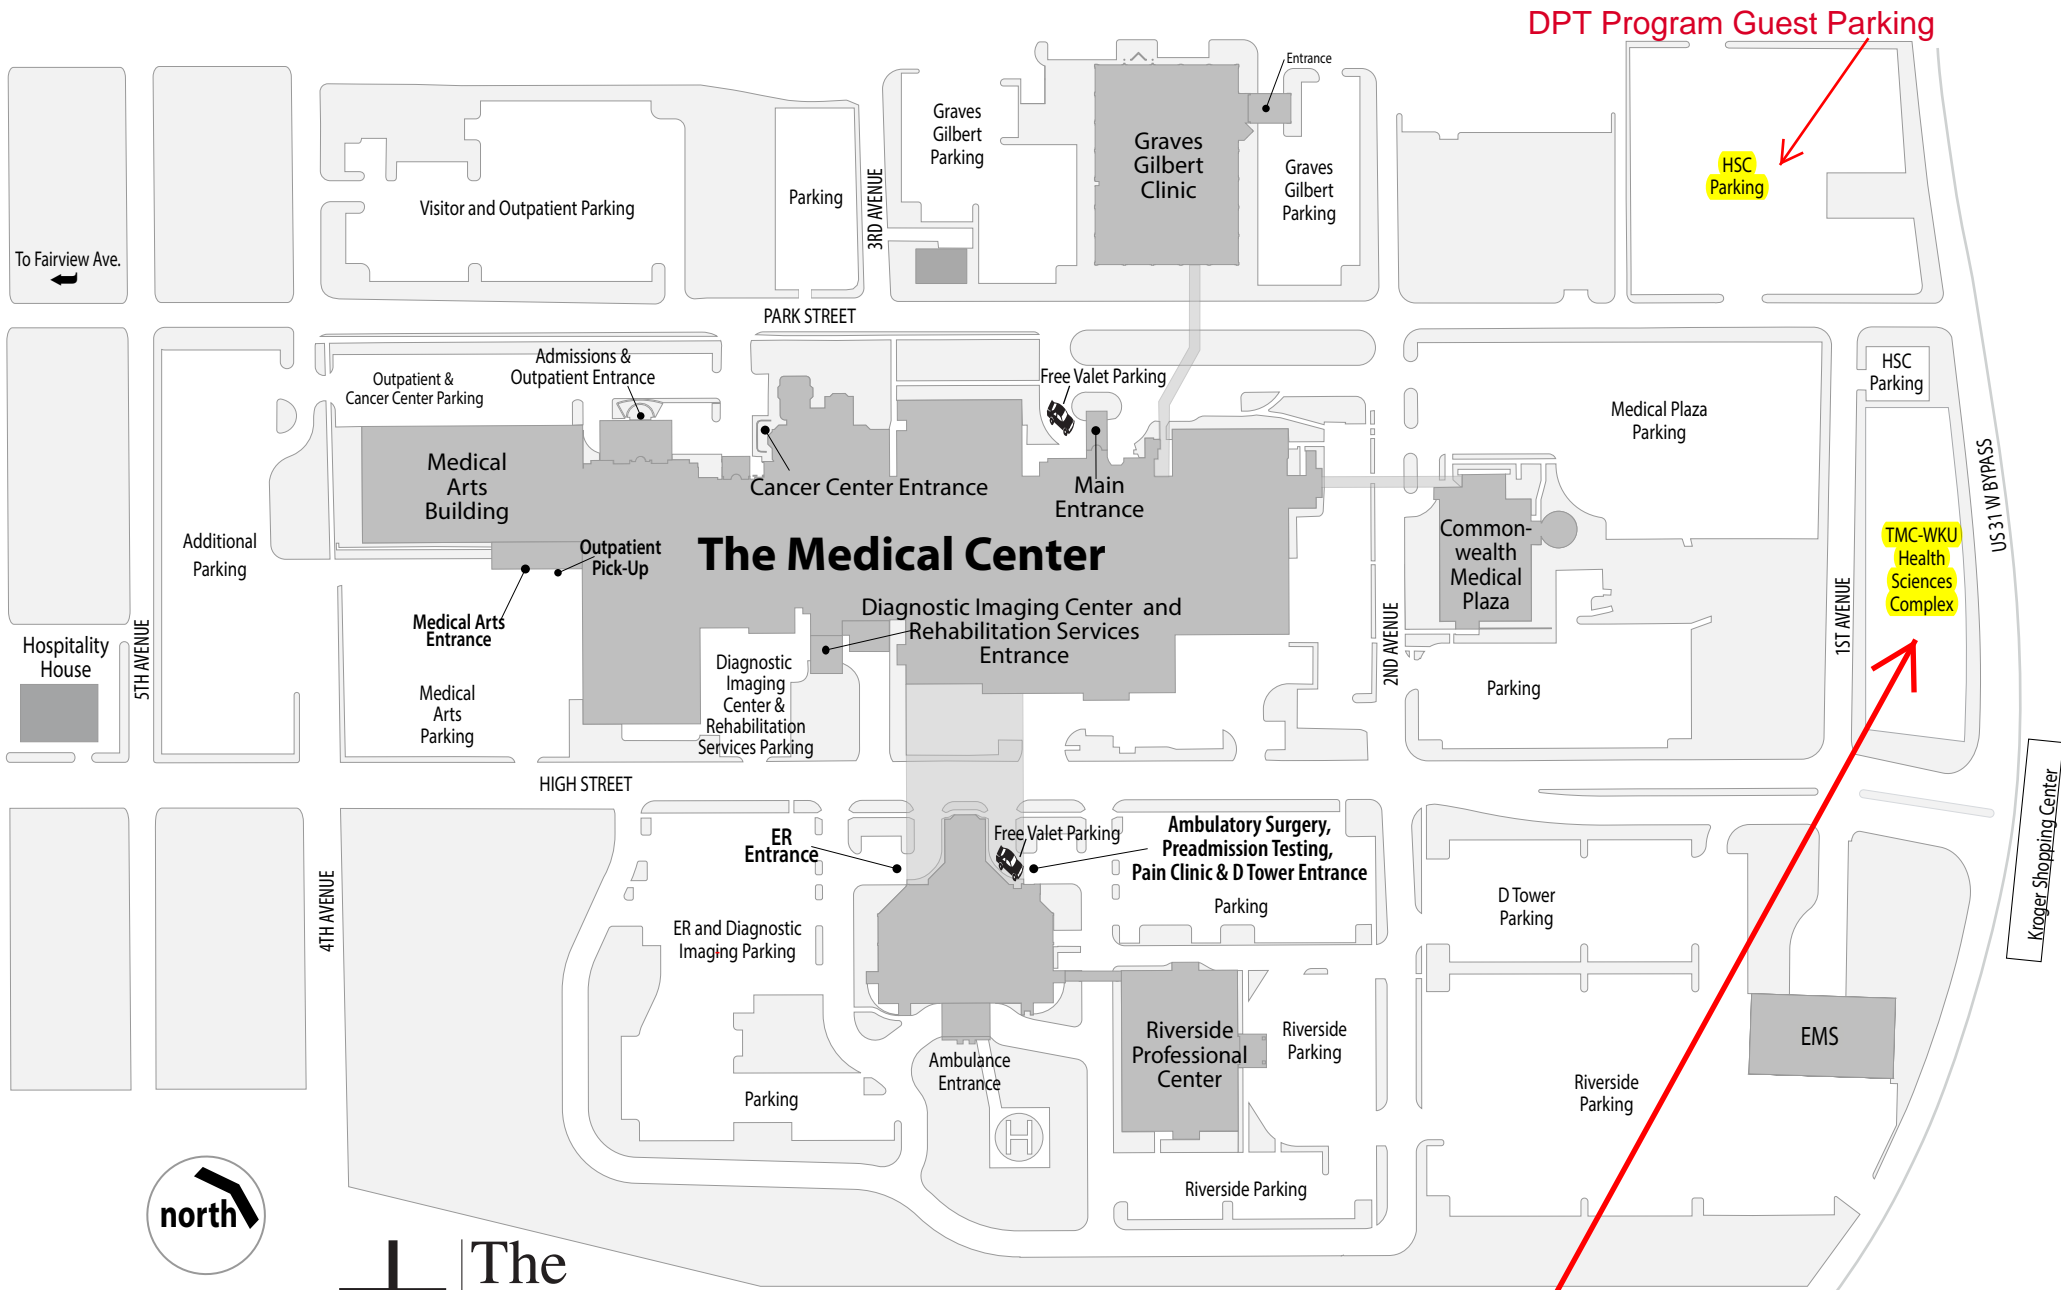 DPT Program Guest Parking
Entrance
Graves
Gilbert
Parking
Graves
Gilbert
Clinic
Graves
Gilbert
Parking
HSC
Parking
Visitor and Outpatient Parking
Parking
3RD AVENUE
To Fairview Ave.
PARK STREET
Admissions &
Outpatient Entrance
Outpatient &
Cancer Center Parking
Free Valet Parking
HSC
Parking
Medical Plaza
Parking
US 31 W BYPASS
Medical
Arts
Building
Cancer Center Entrance
Main
Entrance
Additional
Parking
Outpatient
Pick-Up
The Medical Center
Common-
wealth
Medical
Plaza
TMC-WKU
Health
Sciences
Complex
1ST AVENUE
Medical Arts
Entrance
Diagnostic Imaging Center and
Rehabilitation Services
Entrance
2ND AVENUE
Hospitality
House
5TH AVENUE
Medical
Arts
Parking
Diagnostic
Imaging
Center &
Rehabilitation
Services Parking
Parking
HIGH STREET
Kroger Shopping Center
ER
Entrance
Free Valet Parking
Ambulatory Surgery,
Preadmission Testing,
Pain Clinic & D Tower Entrance
Parking
D Tower
Parking
4TH AVENUE
ER and Diagnostic
Imaging Parking
Riverside
Professional
Center
Riverside
Parking
EMS
Ambulance
Entrance
Parking
Riverside
Parking
H
Riverside Parking
north
The